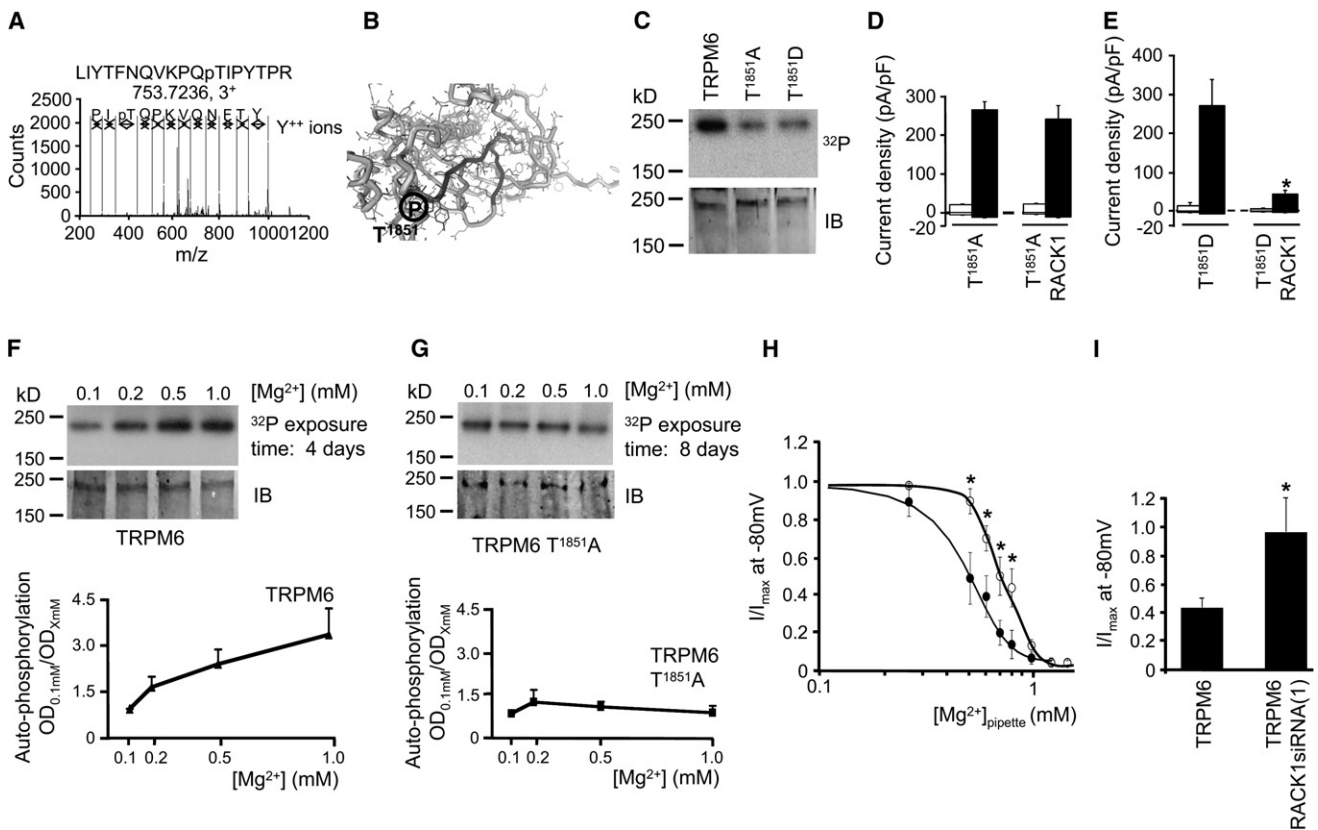 A
LIYTFNQVKPQpTIPYTPR
753.7236, 3+
2500
2000
1500
1000
500
0
Counts
P I pT Q P K V Q N F T Y
Y++ ions
200 400 600 800 1000 1200
m/z
B
P
T1851
C
TRPM6
T1851A
T1851D
kD
250
150
32P
250
150
IB
D
Current density (pA/pF)
300
200
100
0
-20
T1851A
T1851A
RACK1
E
Current density (pA/pF)
400
300
200
100
0
-20
*
T1851D
T1851D
RACK1
F
kD
0.1 0.2 0.5 1.0 [Mg2+] (mM)
250
150
32P exposure
time: 4 days
250
150
IB
TRPM6
Auto-phosphorylation
OD0.1mM/ODXmM
4.5
3.0
1.5
0
TRPM6
0.1 0.2 0.5 1.0
[Mg2+] (mM)
G
kD
0.1 0.2 0.5 1.0 [Mg2+] (mM)
250
150
32P exposure
time: 8 days
250
150
IB
TRPM6 T1851A
Auto-phosphorylation
OD0.1mM/ODXmM
4.5
3.0
1.5
0
TRPM6
T1851A
0.1 0.2 0.5 1.0
[Mg2+] (mM)
H
I/Imax at -80mV
1.2
1.0
0.8
0.6
0.4
0.2
0
* * * *
0.1 1
[Mg2+]pipette (mM)
I
I/Imax at -80mV
1.2
1.0
0.8
0.6
0.4
0.2
0
*
TRPM6
TRPM6
RACK1siRNA(1)